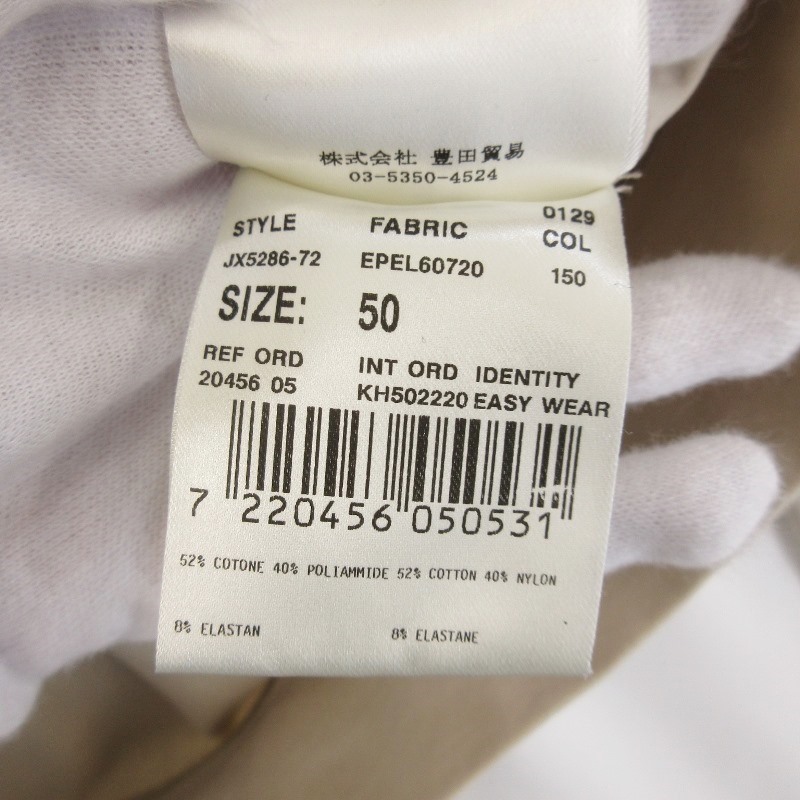 株式会社 豊田貿易
03-5350-4524
STYLE FABRIC 0129 COL
JX5286-72 EPEL60720 150
SIZE: 50
REF ORD INT ORD IDENTITY
20456 05 KH502220 EASY WEAR
7 220456 050531
52% COTONE 40% POLIAMMIDE 52% COTTON 40% NYLON
8% ELASTAN 8% ELASTANE